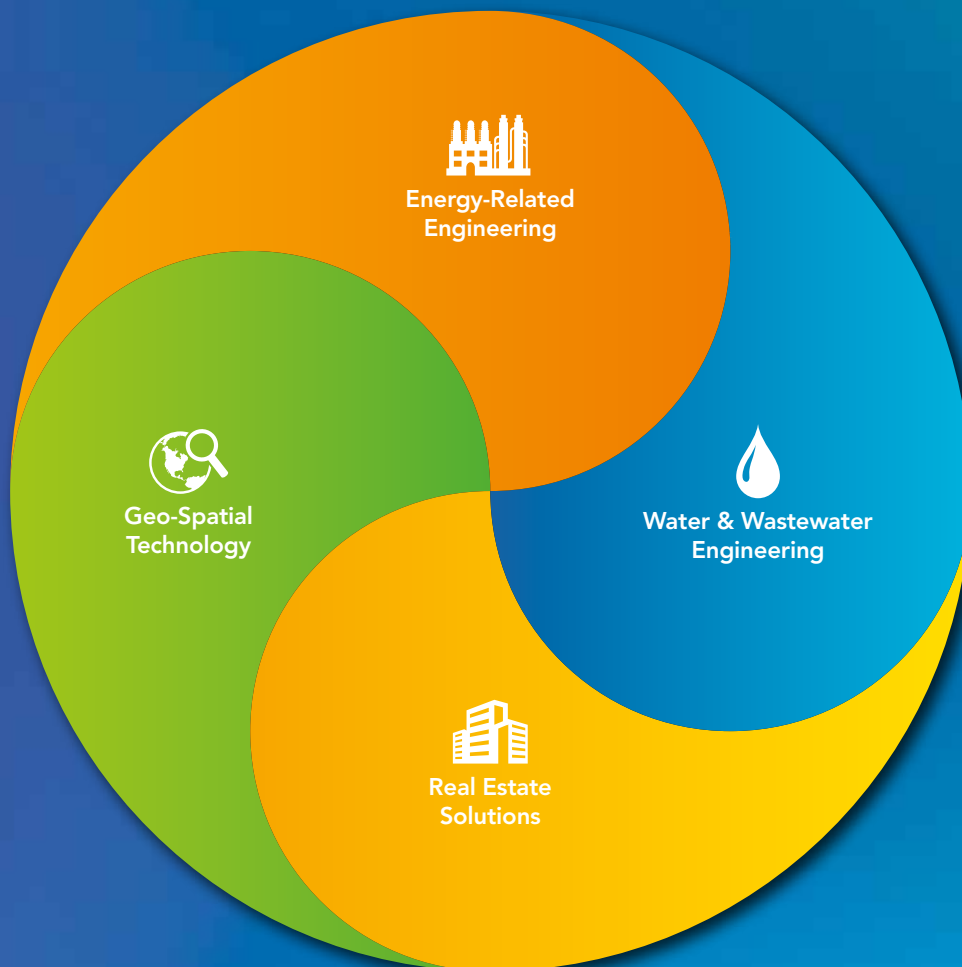 Energy-Related
Engineering
Geo-Spatial
Technology
Water & Wastewater
Engineering
Real Estate
Solutions